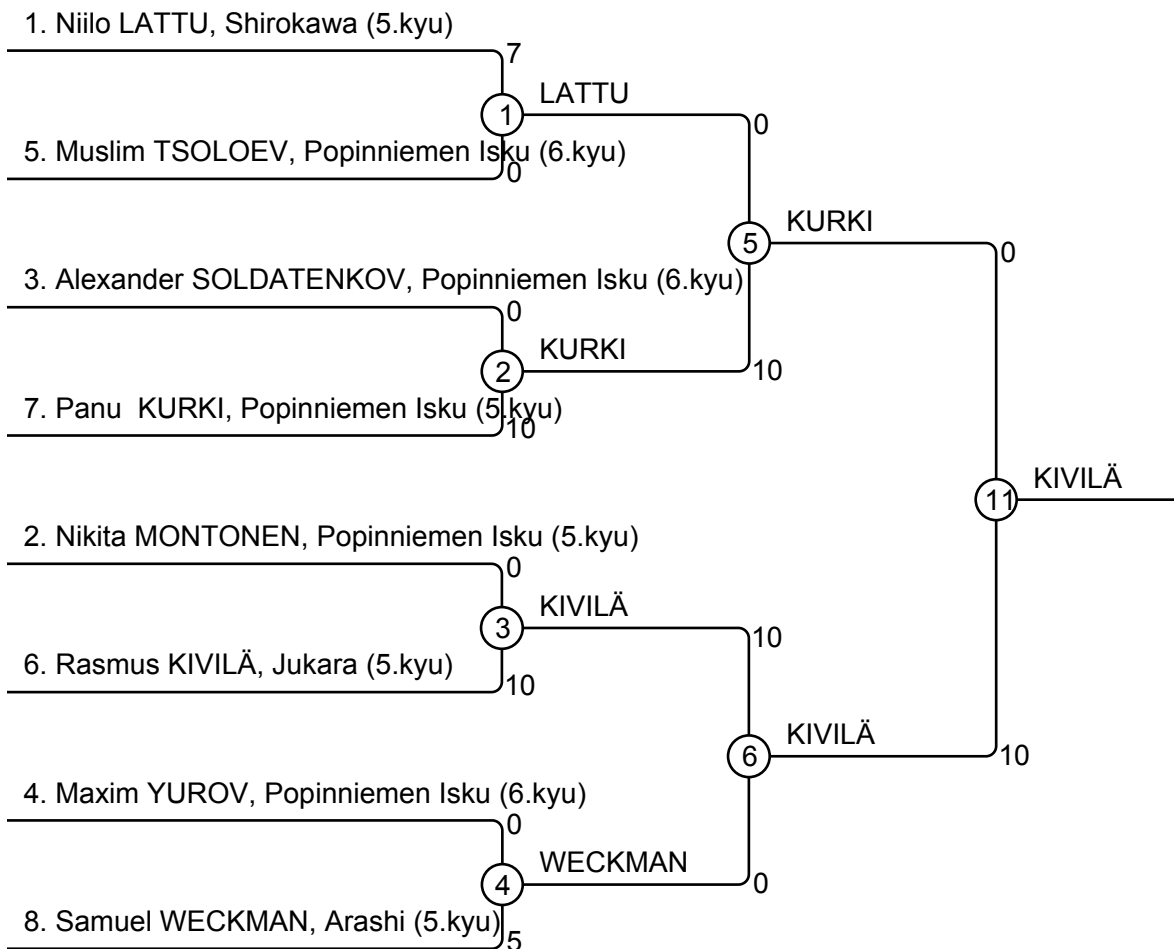 1. Niilo LATTU, Shirokawa (5.kyu)
7
LATTU
1
0
5. Muslim TSOLOEV, Popinniemen Isku (6.kyu)
0
KURKI
5
0
3. Alexander SOLDATENKOV, Popinniemen Isku (6.kyu)
0
KURKI
2
10
7. Panu  KURKI, Popinniemen Isku (5.kyu)
10
KIVILÄ
11
2. Nikita MONTONEN, Popinniemen Isku (5.kyu)
0
KIVILÄ
3
10
6. Rasmus KIVILÄ, Jukara (5.kyu)
10
KIVILÄ
6
10
4. Maxim YUROV, Popinniemen Isku (6.kyu)
0
WECKMAN
4
0
8. Samuel WECKMAN, Arashi (5.kyu)
5